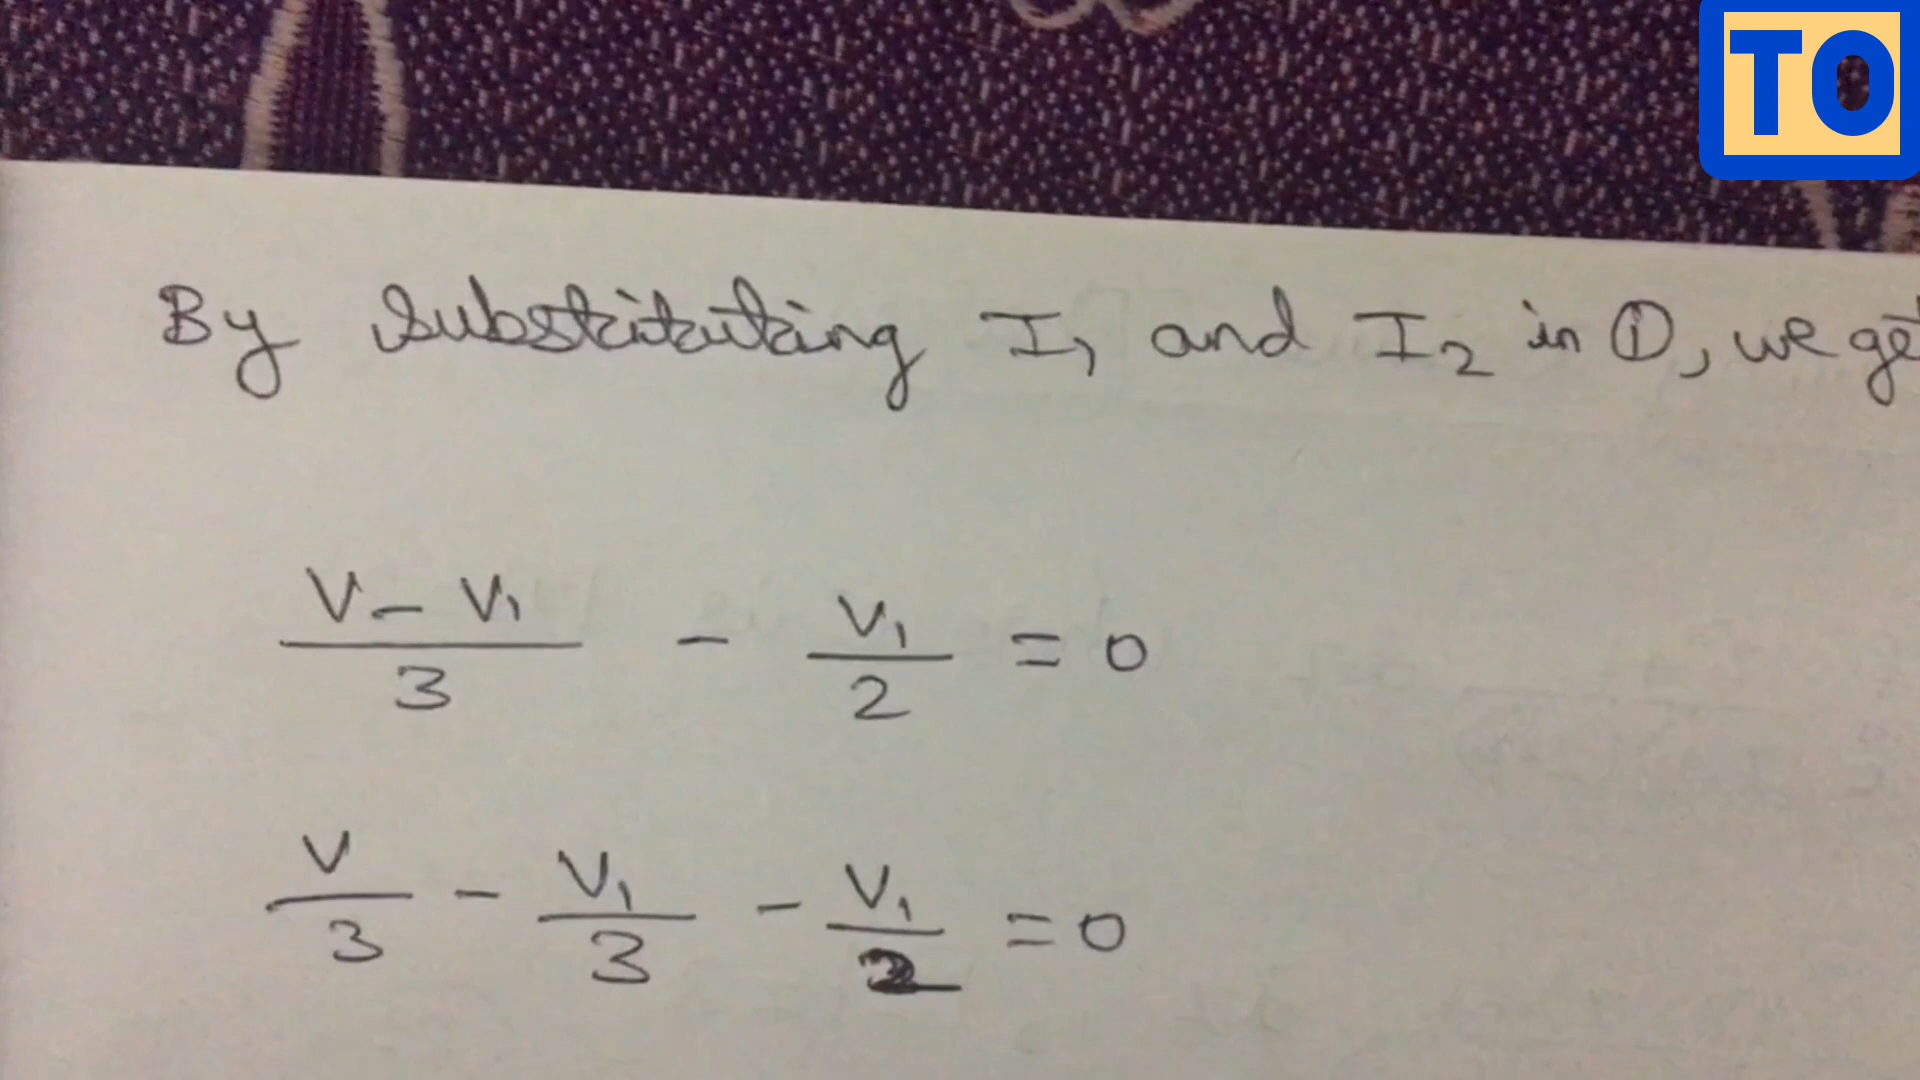 TO
By substituting I₁ and I₂ in ①, we get
V - V₁ / 3 - V₁ / 2 = 0
V / 3 - V₁ / 3 - V₁ / 2 = 0